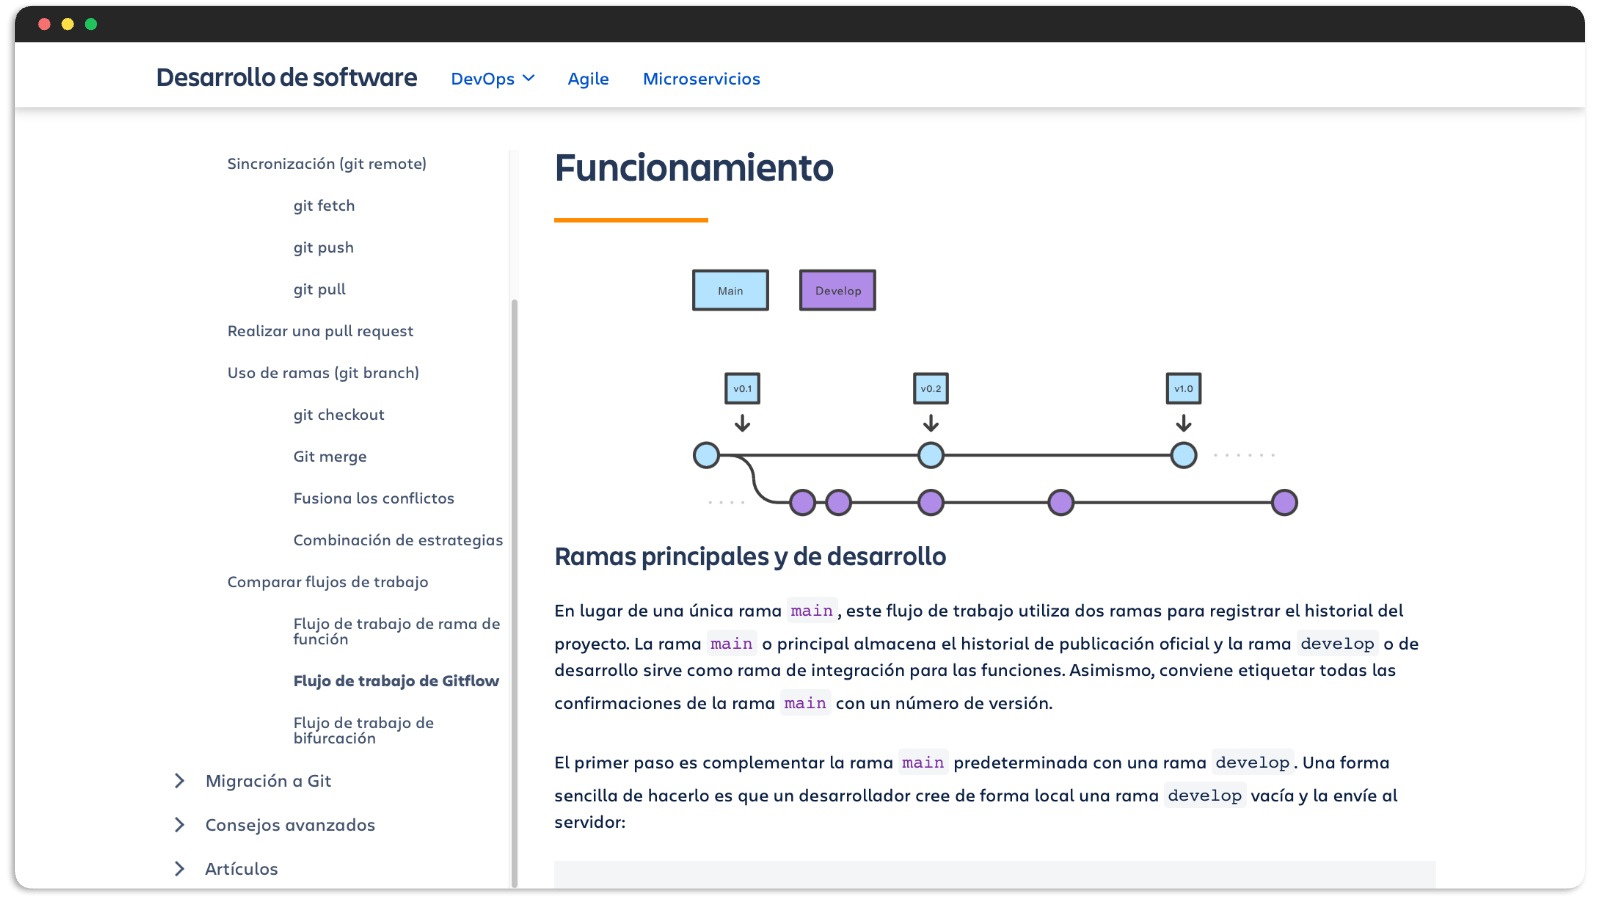 Desarrollo de software
DevOps
Agile
Microservicios
Sincronización (git remote)
git fetch
git push
git pull
Realizar una pull request
Uso de ramas (git branch)
git checkout
Git merge
Fusiona los conflictos
Combinación de estrategias
Comparar flujos de trabajo
Flujo de trabajo de rama de
función
Flujo de trabajo de Gitflow
Flujo de trabajo de
bifurcación
Migración a Git
Consejos avanzados
Artículos
Funcionamiento
Main
Develop
v0.1
v0.2
v1.0
Ramas principales y de desarrollo
En lugar de una única rama main, este flujo de trabajo utiliza dos ramas para registrar el historial del
proyecto. La rama main o principal almacena el historial de publicación oficial y la rama develop o de
desarrollo sirve como rama de integración para las funciones. Asimismo, conviene etiquetar todas las
confirmaciones de la rama main con un número de versión.
El primer paso es complementar la rama main predeterminada con una rama develop. Una forma
sencilla de hacerlo es que un desarrollador cree de forma local una rama develop vacía y la envíe al
servidor: